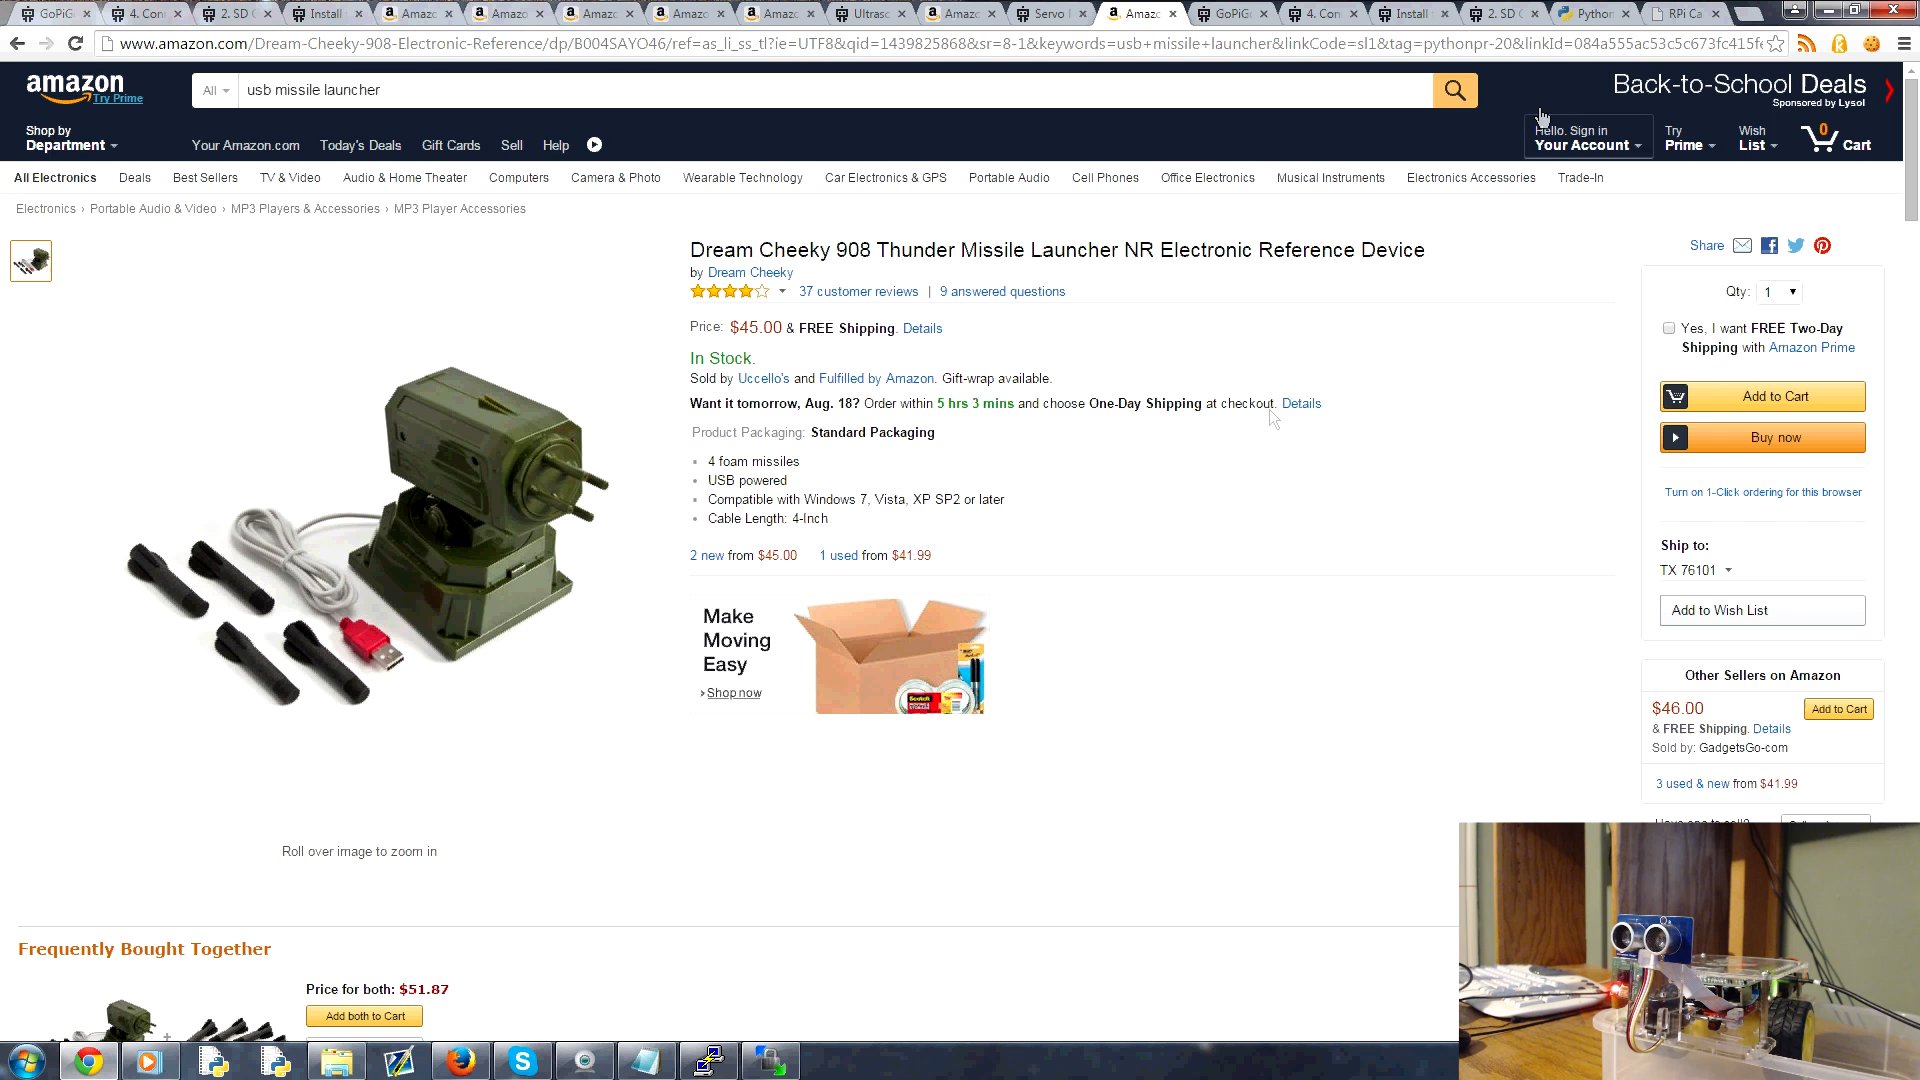 GoPiG
4. Con
2. SD
Install
Amazo
Amazo
Amazo
Amazo
Amazo
Ultraso
Amazo
Servo
Amazo
GoPiG
4. Con
Install
2. SD
Python
RPi Ca
www.amazon.com/Dream-Cheeky-908-Electronic-Reference/dp/B004SAYO46/ref=as_li_ss_tl?ie=UTF8&qid=1439825868&sr=8-1&keywords=usb+missile+launcher&linkCode=sl1&tag=pythonpr-20&linkId=084a555ac53c5c673fc415f
amazon
Try Prime
All
usb missile launcher
Back-to-School Deals
Sponsored by Lysol
Shop by
Department
Your Amazon.com Today's Deals Gift Cards Sell Help
Hello. Sign in
Your Account
Try
Prime
Wish
List
0
Cart
All Electronics Deals Best Sellers TV & Video Audio & Home Theater Computers Camera & Photo Wearable Technology Car Electronics & GPS Portable Audio Cell Phones Office Electronics Musical Instruments Electronics Accessories Trade-In
Electronics › Portable Audio & Video › MP3 Players & Accessories › MP3 Player Accessories
Dream Cheeky 908 Thunder Missile Launcher NR Electronic Reference Device
by Dream Cheeky
37 customer reviews | 9 answered questions
Price: $45.00 & FREE Shipping. Details
In Stock.
Sold by Uccello's and Fulfilled by Amazon. Gift-wrap available.
Want it tomorrow, Aug. 18? Order within 5 hrs 3 mins and choose One-Day Shipping at checkout. Details
Product Packaging: Standard Packaging
4 foam missiles
USB powered
Compatible with Windows 7, Vista, XP SP2 or later
Cable Length: 4-Inch
2 new from $45.00 1 used from $41.99
Make
Moving
Easy
› Shop now
Scotch
Roll over image to zoom in
Share
Qty: 1
Yes, I want FREE Two-Day
Shipping with Amazon Prime
Add to Cart
Buy now
Turn on 1-Click ordering for this browser
Ship to:
TX 76101
Add to Wish List
Other Sellers on Amazon
$46.00
Add to Cart
& FREE Shipping. Details
Sold by: GadgetsGo-com
3 used & new from $41.99
Frequently Bought Together
Price for both: $51.87
Add both to Cart